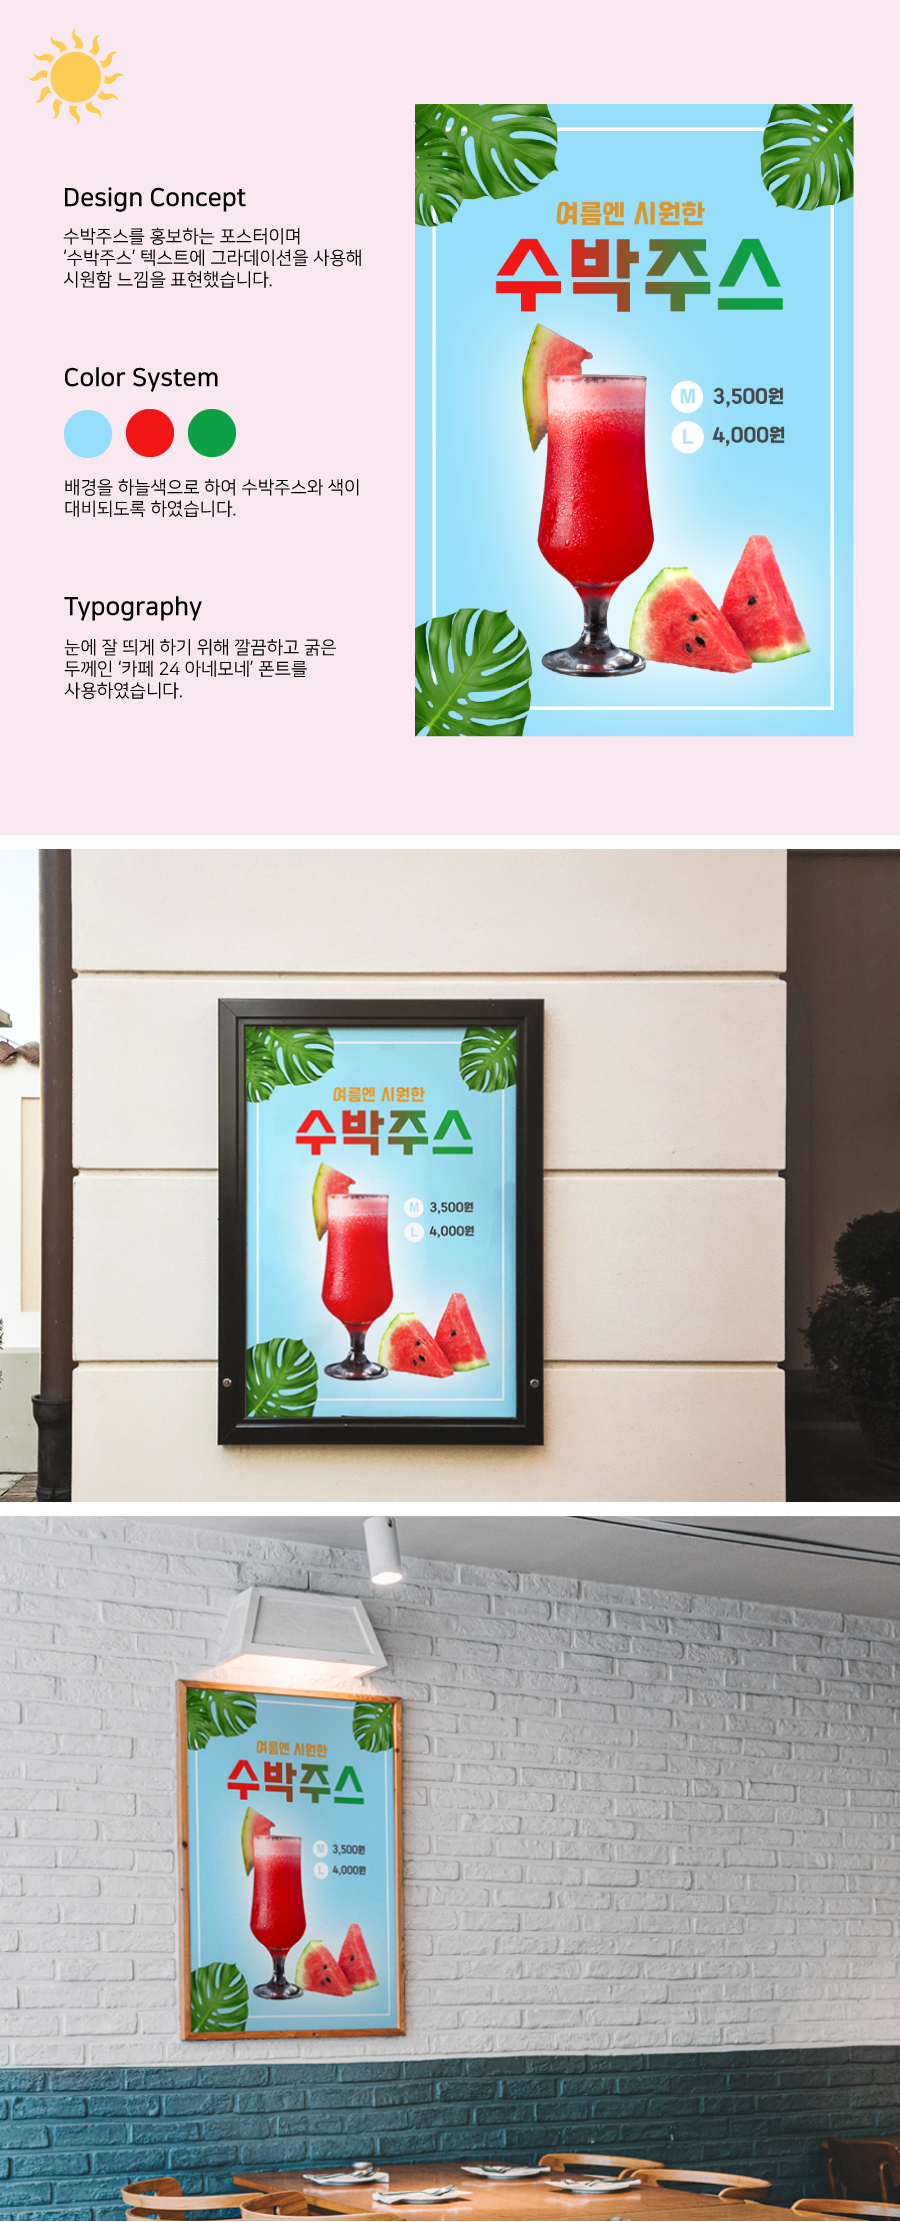 Design Concept
수박주스를 홍보하는 포스터이며
‘수박주스’ 텍스트에 그라데이션을 사용해
시원함 느낌을 표현했습니다.
Color System
배경을 하늘색으로 하여 수박주스와 색이
대비되도록 하였습니다.
Typography
눈에 잘 띄게 하기 위해 깔끔하고 굵은
두께인 ‘카페 24 아네모네’ 폰트를
사용하였습니다.
여름엔 시원한
수박주스
M 3,500원
L 4,000원
여름엔 시원한
수박주스
M 3,500원
L 4,000원
여름엔 시원한
수박주스
M 3,500원
L 4,000원